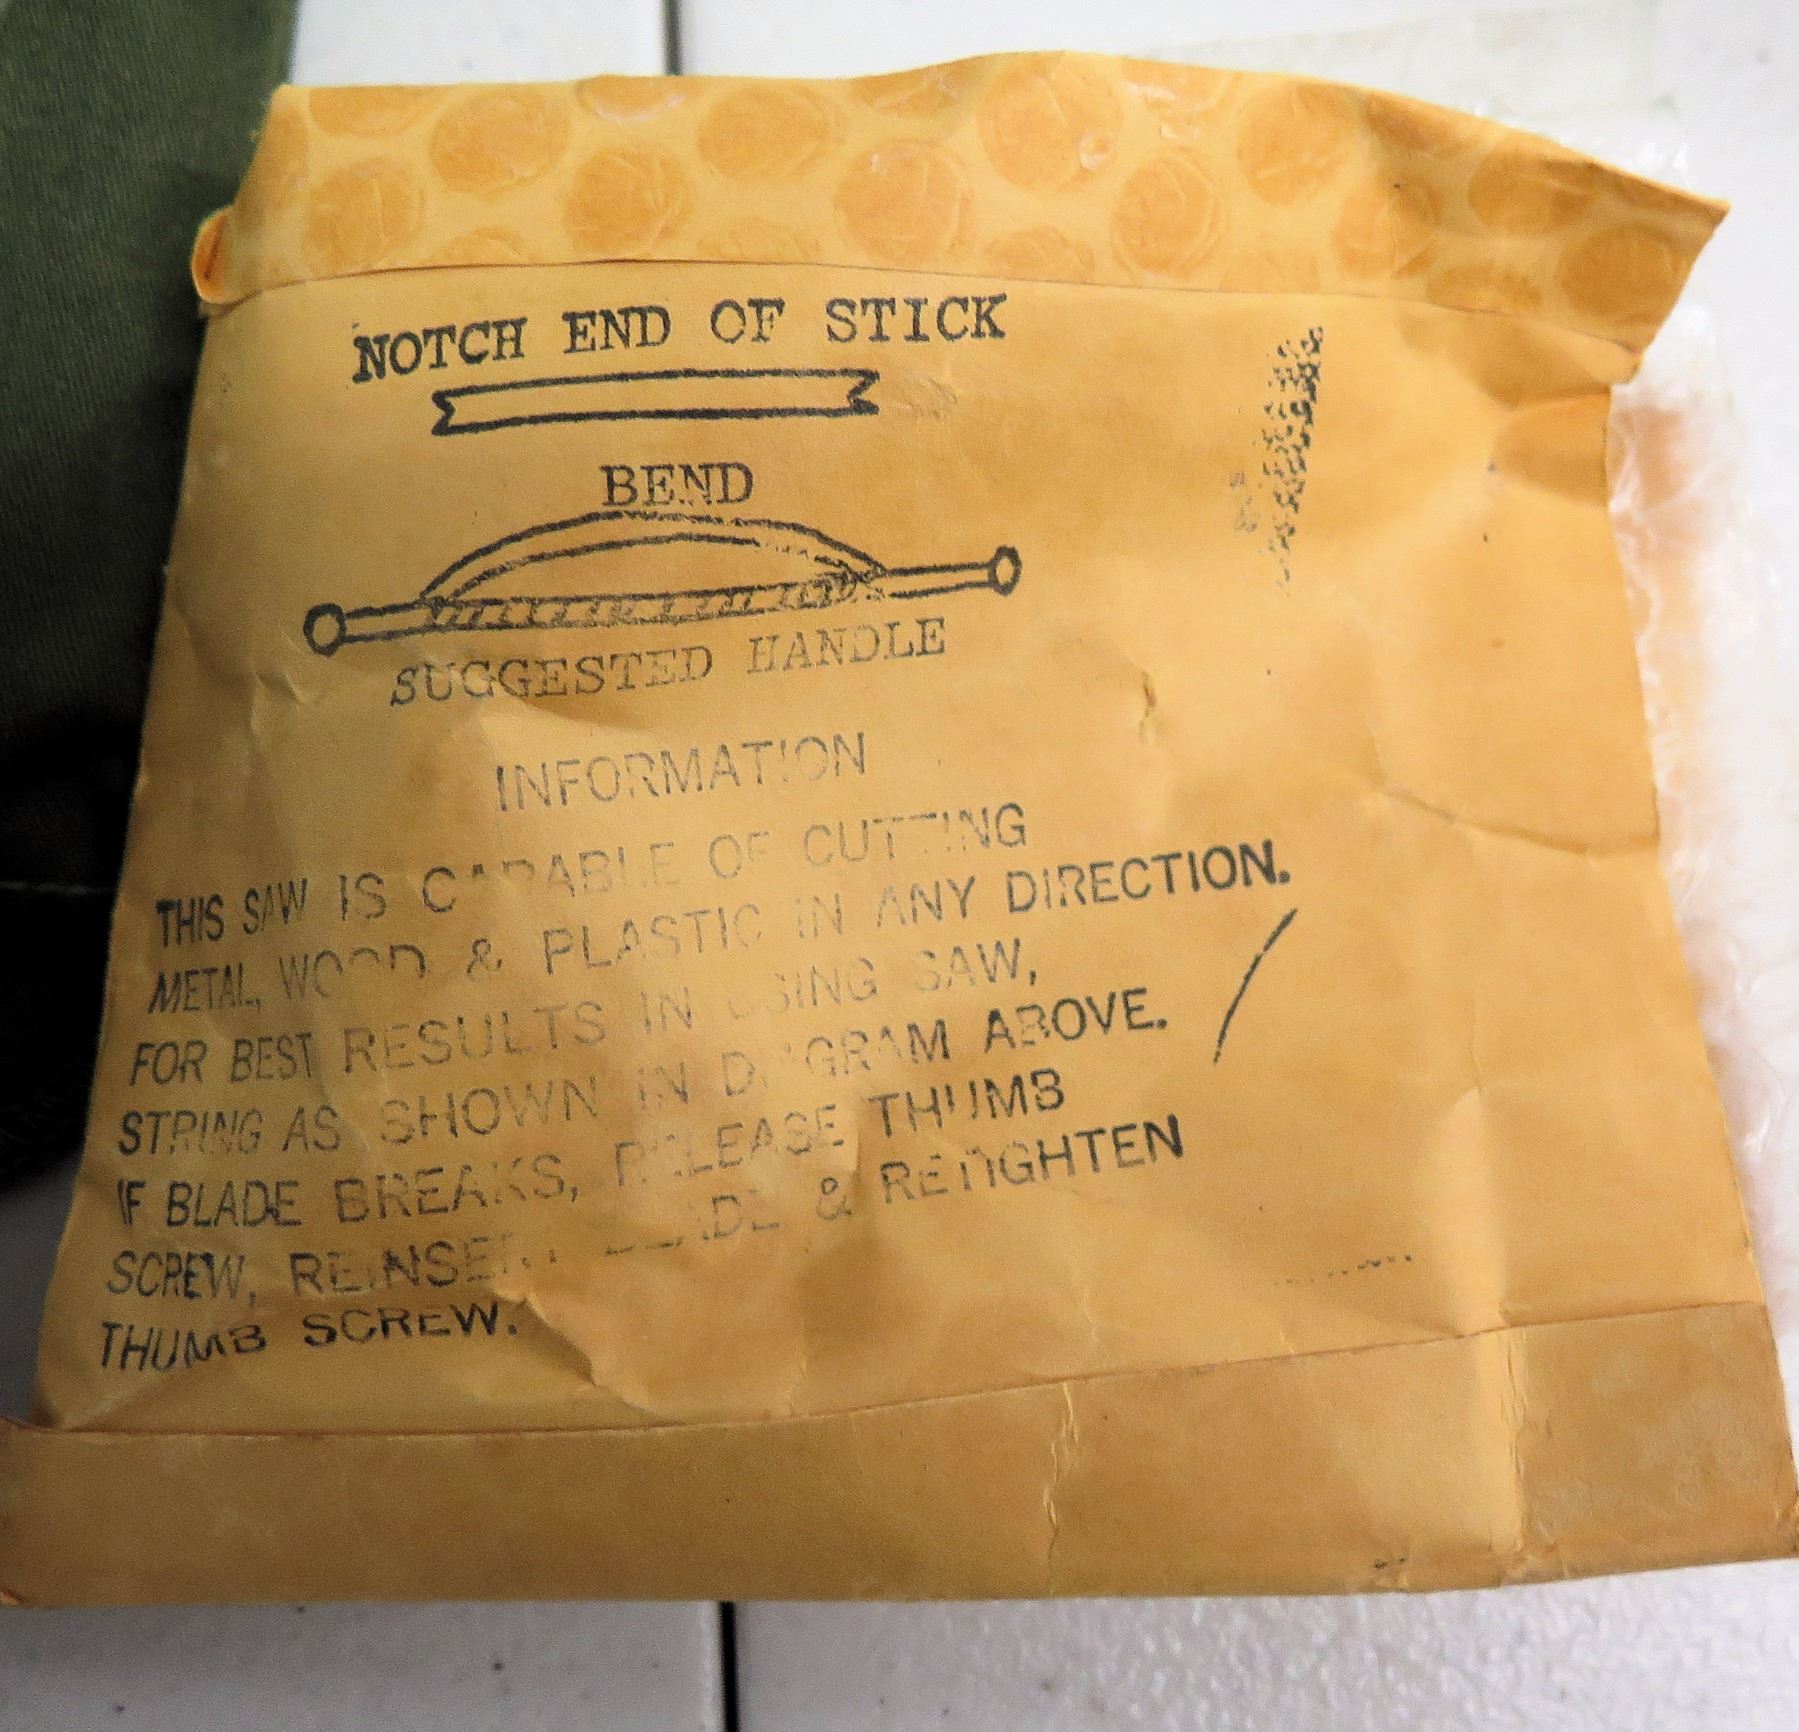 NOTCH END OF STICK
BEND
SUGGESTED HANDLE
INFORMATION
THIS SAW IS CAPABLE OF CUTTING
METAL, WOOD & PLASTIC IN ANY DIRECTION.
FOR BEST RESULTS IN USING SAW,
STRING AS SHOWN IN DIAGRAM ABOVE.
IF BLADE BREAKS, RELEASE THUMB
SCREW, REINSERT BLADE & RETIGHTEN
THUMB SCREW.